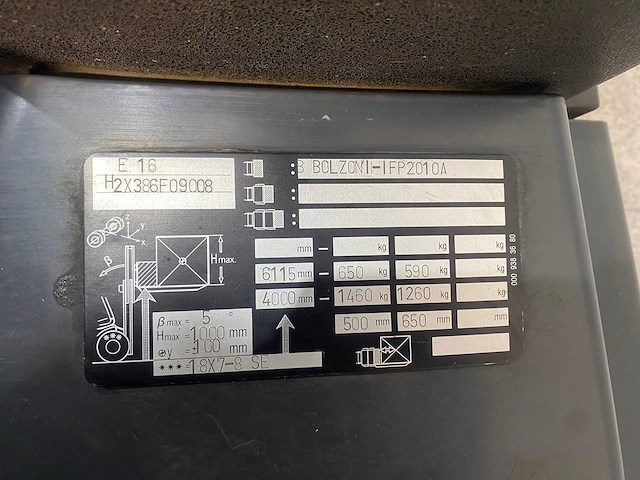 E 16
H2X386F09008
: B BOLZONI-IFP2010A
:
:
z
y
x
β
H max.
mm – kg kg kg
6115 mm – 650 kg 590 kg kg
4000 mm – 1460 kg 1260 kg kg
500 mm 650 mm mm
β max = 5 °
H max = 1000 mm
y = ±100 mm
*** = 18X7-8 SE
000 938 36 80